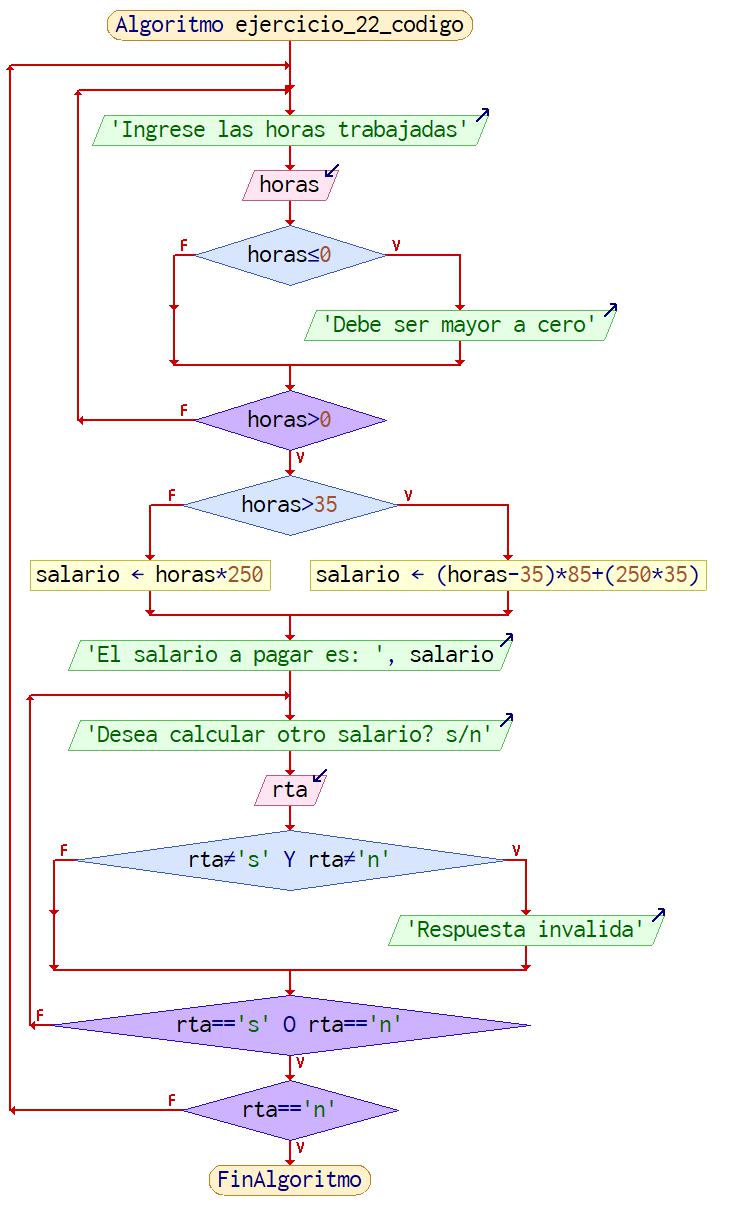 Algoritmo ejercicio_22_codigo
'Ingrese las horas trabajadas'
horas
F
horas≤0
V
'Debe ser mayor a cero'
F
horas>0
V
F
horas>35
V
salario ← horas*250
salario ← (horas-35)*85+(250*35)
'El salario a pagar es: ', salario
'Desea calcular otro salario? s/n'
rta
F
rta≠'s' Y rta≠'n'
V
'Respuesta invalida'
F
rta=='s' O rta=='n'
V
F
rta=='n'
V
FinAlgoritmo